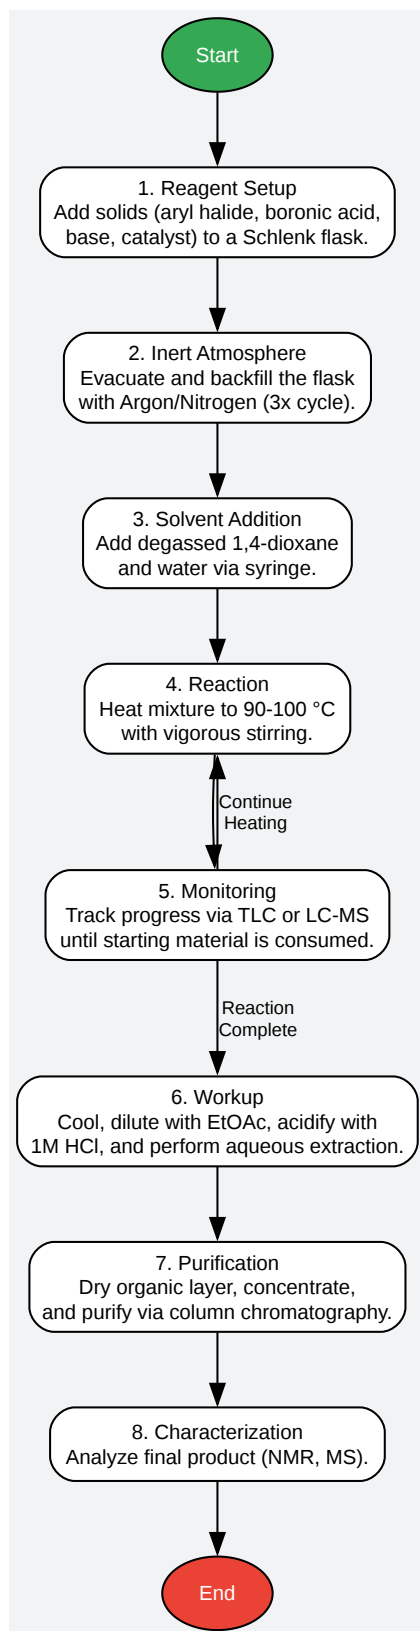 Start
1. Reagent Setup
Add solids (aryl halide, boronic acid,
base, catalyst) to a Schlenk flask.
2. Inert Atmosphere
Evacuate and backfill the flask
with Argon/Nitrogen (3x cycle).
3. Solvent Addition
Add degassed 1,4-dioxane
and water via syringe.
4. Reaction
Heat mixture to 90-100 °C
with vigorous stirring.
Continue
Heating
5. Monitoring
Track progress via TLC or LC-MS
until starting material is consumed.
Reaction
Complete
6. Workup
Cool, dilute with EtOAc, acidify with
1M HCl, and perform aqueous extraction.
7. Purification
Dry organic layer, concentrate,
and purify via column chromatography.
8. Characterization
Analyze final product (NMR, MS).
End